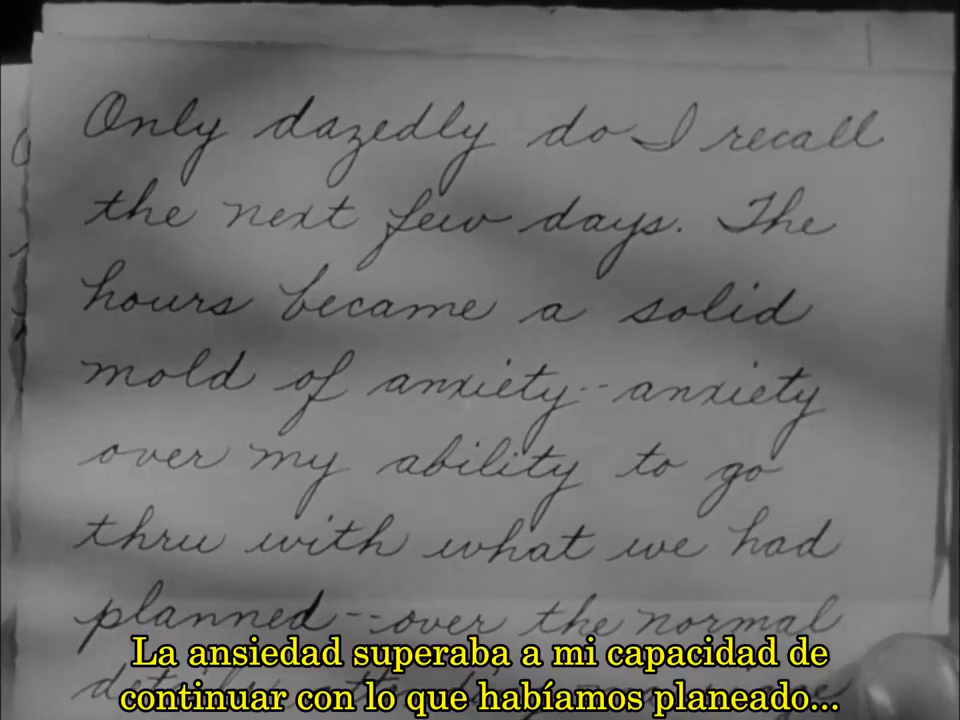 Only dazedly do I recall
the next few days. The
hours became a solid
mold of anxiety--anxiety
over my ability to go
thru with what we had
planned--over the normal
La ansiedad superaba a mi capacidad de
continuar con lo que habíamos planeado...